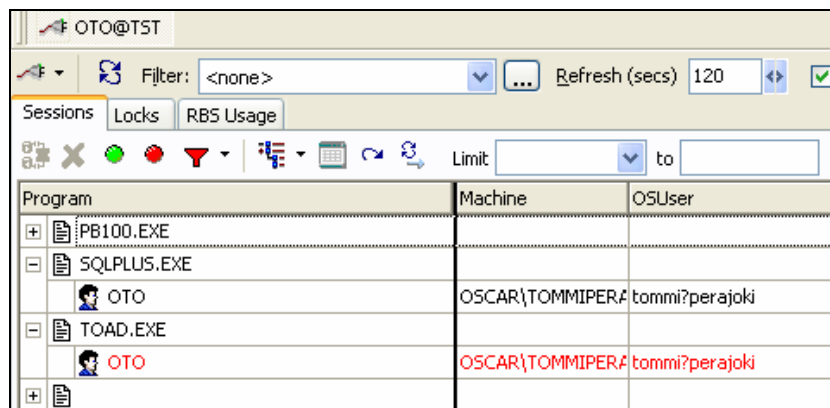 OTO@TST
Filter: <none> ... Refresh (secs) 120
Sessions Locks RBS Usage
Limit to
Program Machine OSUser
PB100.EXE
SQLPLUS.EXE
OTO OSCAR\TOMMIPERA tommi?perajoki
TOAD.EXE
OTO OSCAR\TOMMIPERA tommi?perajoki